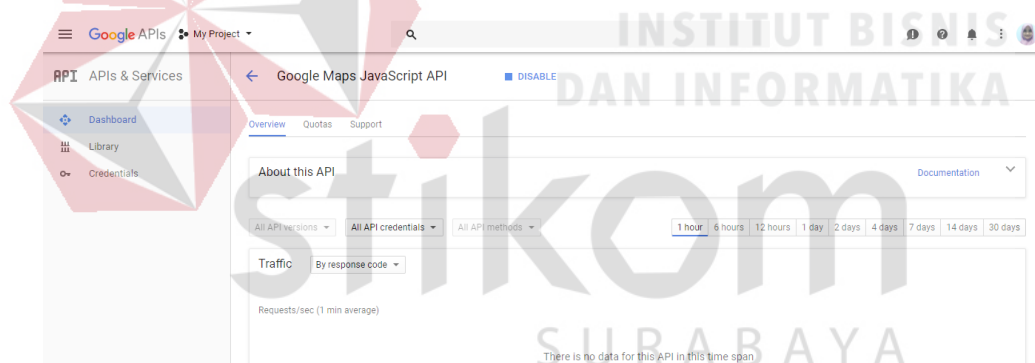 INSTITUT BISNIS
Google APIs My Project
DAN INFORMATIKA
API APIs & Services
Google Maps JavaScript API DISABLE
Dashboard
Library
Credentials
Overview Quotas Support
About this API Documentation
stikom
All API versions All API credentials All API methods 1 hour 6 hours 12 hours 1 day 2 days 4 days 7 days 14 days 30 days
Traffic By response code
Requests/sec (1 min average)
SURABAYA
There is no data for this API in this time span